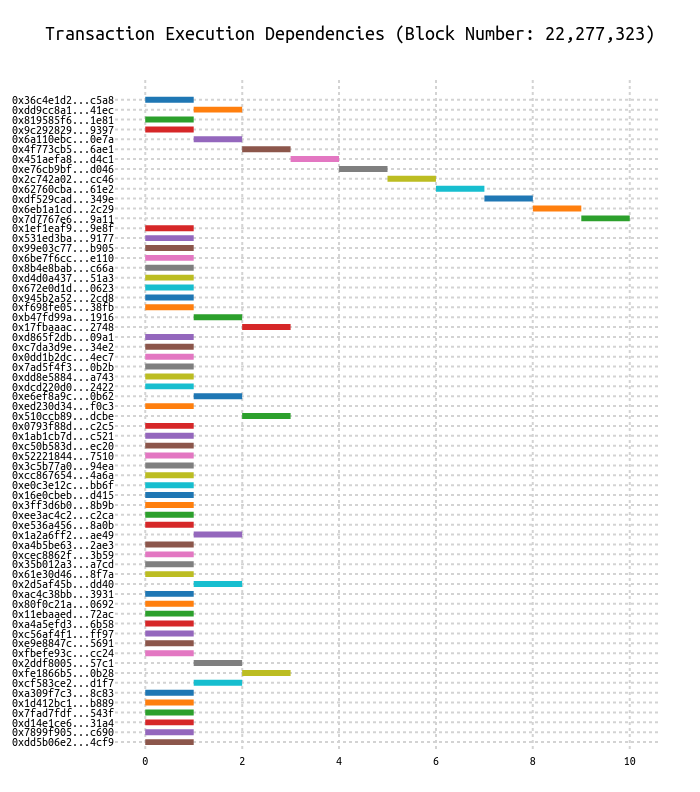 Transaction Execution Dependencies (Block Number: 22,277,323)
0x36c4e1d2...c5a8
0xdd9cc8a1...41ec
0x819585f6...1e81
0x9c292829...9397
0x6a110ebc...0e7a
0x4f773cb5...6ae1
0x451aefa8...d4c1
0xe76cb9bf...d046
0x2c742a02...cc46
0x62760cba...61e2
0xdf529cad...349e
0x6eb1a1cd...2c29
0x7d7767e6...9a11
0x1ef1eaf9...9e8f
0x531ed3ba...9177
0x99e03c77...b905
0x6be7f6cc...e110
0x8b4e8bab...c66a
0xd4d0a437...51a3
0x672e0d1d...0623
0x945b2a52...2cd8
0xf698fe05...38fb
0xb47fd99a...1916
0x17fbaaac...2748
0xd865f2db...09a1
0xc7da3d9e...34e2
0x0dd1b2dc...4ec7
0x7ad5f4f3...0b2b
0xdd8e5884...a743
0xdcd220d0...2422
0xe6ef8a9c...0b62
0xed230d34...f0c3
0x510ccb89...dcbe
0x0793f88d...c2c5
0x1ab1cb7d...c521
0xc50b583d...ec20
0x52221844...7510
0x3c5b77a0...94ea
0xcc867654...4a6a
0xe0c3e12c...bb6f
0x16e0cbeb...d415
0x3ff3d6b0...8b9b
0xee3ac4c2...c2ca
0xe536a456...8a0b
0x1a2a6ff2...ae49
0xa4b5be63...2ae3
0xcec8862f...3b59
0x35b012a3...a7cd
0x61e30d46...8f7a
0x2d5af45b...dd40
0xac4c38bb...3931
0x80f0c21a...0692
0x11ebaaed...72ac
0xa4a5efd3...6b58
0xc56af4f1...ff97
0xe9e8847c...5691
0xfbefe93c...cc24
0x2ddf8005...57c1
0xfe1866b5...0b28
0xcf583ce2...d1f7
0xa309f7c3...8c83
0x1d412bc1...b889
0x7fad7fdf...543f
0xd14e1ce6...31a4
0x7899f905...c690
0xdd5b06e2...4cf9
0 2 4 6 8 10